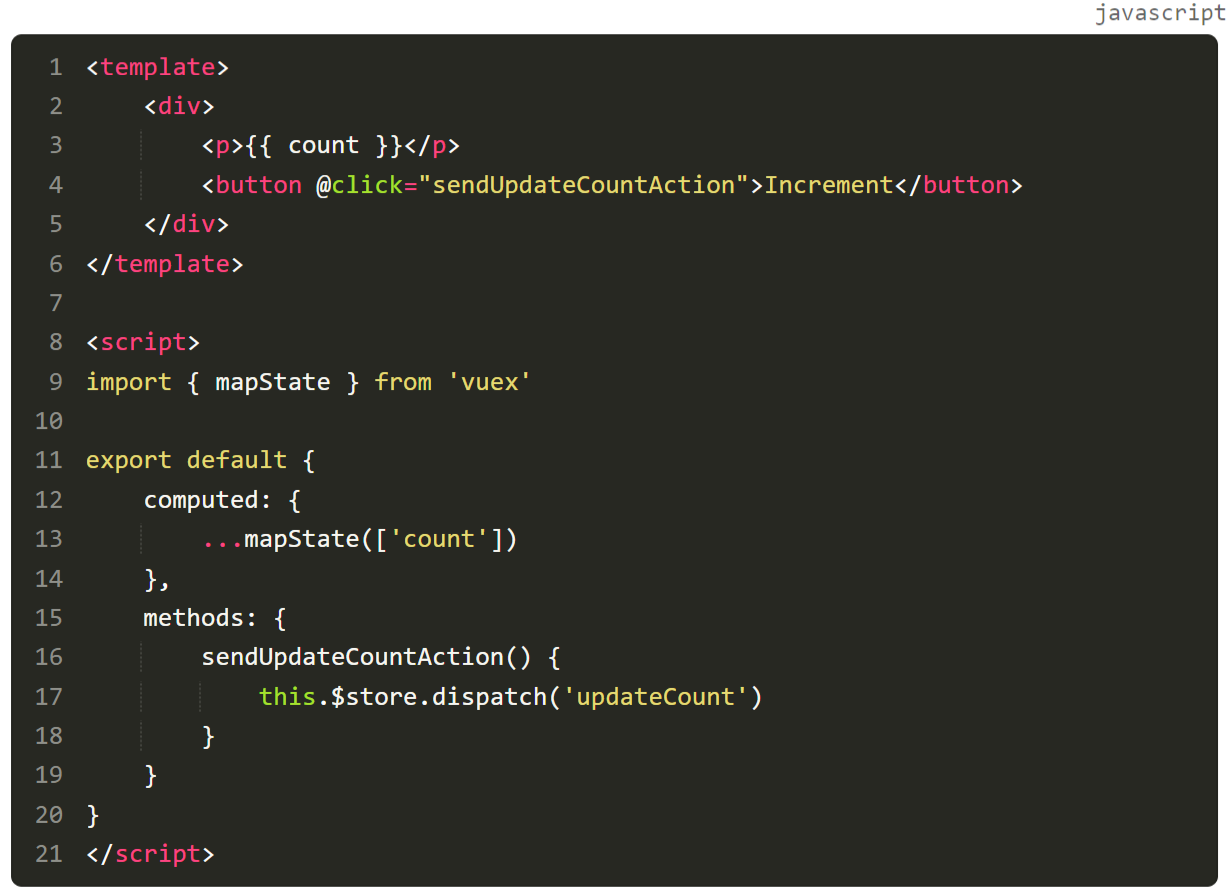 javascript
1 <template>
2     <div>
3         <p>{{ count }}</p>
4         <button @click="sendUpdateCountAction">Increment</button>
5     </div>
6 </template>
7
8 <script>
9 import { mapState } from 'vuex'
10
11 export default {
12     computed: {
13         ...mapState(['count'])
14     },
15     methods: {
16         sendUpdateCountAction() {
17             this.$store.dispatch('updateCount')
18         }
19     }
20 }
21 </script>